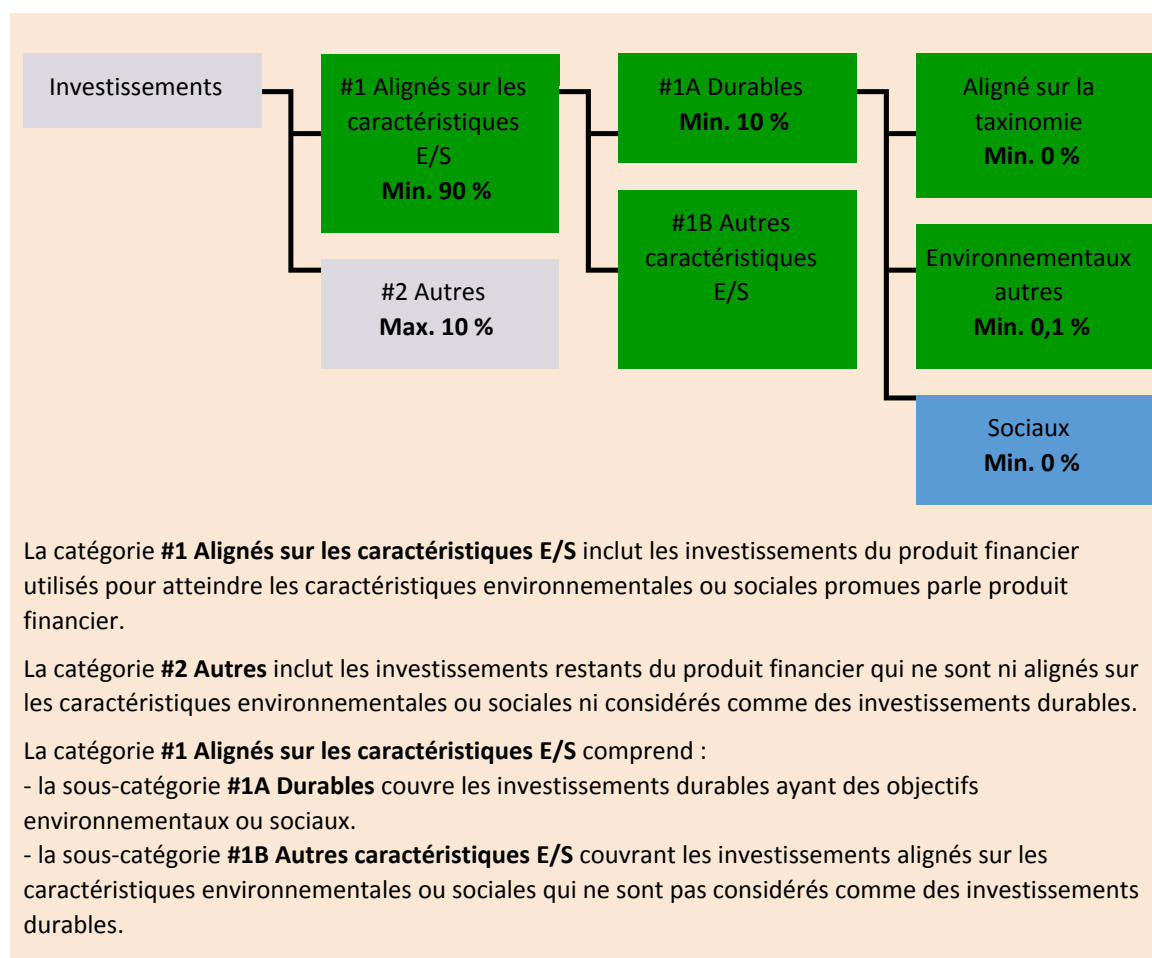 Investissements
#1 Alignés sur les
caractéristiques
E/S
Min. 90 %
#2 Autres
Max. 10 %
#1A Durables
Min. 10 %
#1B Autres
caractéristiques
E/S
Aligné sur la
taxinomie
Min. 0 %
Environnementaux
autres
Min. 0,1 %
Sociaux
Min. 0 %
La catégorie #1 Alignés sur les caractéristiques E/S inclut les investissements du produit financier
utilisés pour atteindre les caractéristiques environnementales ou sociales promues parle produit
financier.
La catégorie #2 Autres inclut les investissements restants du produit financier qui ne sont ni alignés sur
les caractéristiques environnementales ou sociales ni considérés comme des investissements durables.
La catégorie #1 Alignés sur les caractéristiques E/S comprend :
- la sous-catégorie #1A Durables couvre les investissements durables ayant des objectifs
environnementaux ou sociaux.
- la sous-catégorie #1B Autres caractéristiques E/S couvrant les investissements alignés sur les
caractéristiques environnementales ou sociales qui ne sont pas considérés comme des investissements
durables.